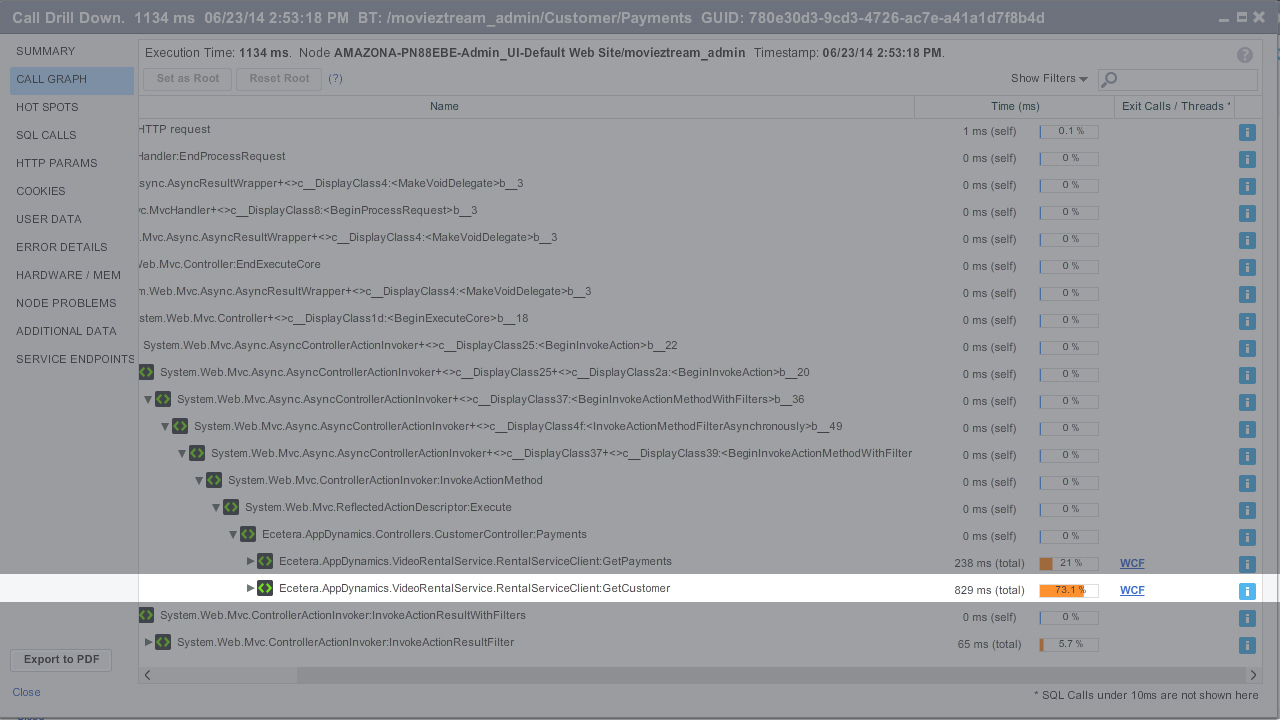 Call Drill Down. 1134 ms 06/23/14 2:53:18 PM BT: /movieztream_admin/Customer/Payments GUID: 780e30d3-9cd3-4726-ac7e-a41a1d7f8b4d
SUMMARY
CALL GRAPH
HOT SPOTS
SQL CALLS
HTTP PARAMS
COOKIES
USER DATA
ERROR DETAILS
HARDWARE / MEM
NODE PROBLEMS
ADDITIONAL DATA
SERVICE ENDPOINTS
Export to PDF
Close
Execution Time: 1134 ms. Node AMAZONA-PN88EBE-Admin_UI-Default Web Site/movieztream_admin Timestamp: 06/23/14 2:53:18 PM.
Set as Root Reset Root (?) Show Filters
Name Time (ms) Exit Calls / Threads *
HTTP request 1 ms (self) 0.1 %
Handler:EndProcessRequest 0 ms (self) 0 %
sync.AsyncResultWrapper+<>c__DisplayClass4:<MakeVoidDelegate>b__3 0 ms (self) 0 %
vc.MvcHandler+<>c__DisplayClass8:<BeginProcessRequest>b__3 0 ms (self) 0 %
.Mvc.Async.AsyncResultWrapper+<>c__DisplayClass4:<MakeVoidDelegate>b__3 0 ms (self) 0 %
Web.Mvc.Controller:EndExecuteCore 0 ms (self) 0 %
m.Web.Mvc.Async.AsyncResultWrapper+<>c__DisplayClass4:<MakeVoidDelegate>b__3 0 ms (self) 0 %
stem.Web.Mvc.Controller+<>c__DisplayClass1d:<BeginExecuteCore>b__18 0 ms (self) 0 %
System.Web.Mvc.Async.AsyncControllerActionInvoker+<>c__DisplayClass25:<BeginInvokeAction>b__22 0 ms (self) 0 %
System.Web.Mvc.Async.AsyncControllerActionInvoker+<>c__DisplayClass25+<>c__DisplayClass2a:<BeginInvokeAction>b__20 0 ms (self) 0 %
System.Web.Mvc.Async.AsyncControllerActionInvoker+<>c__DisplayClass37:<BeginInvokeActionMethodWithFilters>b__36 0 ms (self) 0 %
System.Web.Mvc.Async.AsyncControllerActionInvoker+<>c__DisplayClass4f:<InvokeActionMethodFilterAsynchronously>b__49 0 ms (self) 0 %
System.Web.Mvc.Async.AsyncControllerActionInvoker+<>c__DisplayClass37+<>c__DisplayClass39:<BeginInvokeActionMethodWithFilter 0 ms (self) 0 %
System.Web.Mvc.ControllerActionInvoker:InvokeActionMethod 0 ms (self) 0 %
System.Web.Mvc.ReflectedActionDescriptor:Execute 0 ms (self) 0 %
Ecetera.AppDynamics.Controllers.CustomerController:Payments 0 ms (self) 0 %
Ecetera.AppDynamics.VideoRentalService.RentalServiceClient:GetPayments 238 ms (total) 21 % WCF
Ecetera.AppDynamics.VideoRentalService.RentalServiceClient:GetCustomer 829 ms (total) 73.1 % WCF
System.Web.Mvc.ControllerActionInvoker:InvokeActionResultWithFilters 0 ms (self) 0 %
System.Web.Mvc.ControllerActionInvoker:InvokeActionResultFilter 65 ms (total) 5.7 %
* SQL Calls under 10ms are not shown here